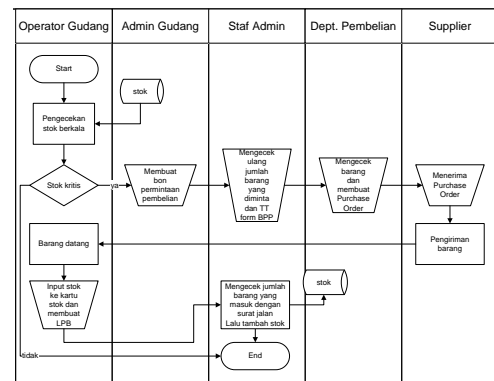 Operator Gudang
Admin Gudang
Staf Admin
Dept. Pembelian
Supplier
Start
stok
Pengecekan
stok berkala
Stok kritis
ya
Membuat
bon
permintaan
pembelian
Mengecek
ulang
jumlah
barang
yang
diminta
dan TT
form BPP
Mengecek
barang
dan
membuat
Purchase
Order
Menerima
Purchase
Order
Barang datang
Pengiriman
barang
Input stok
ke kartu
stok dan
membuat
LPB
Mengecek jumlah
barang yang
masuk dengan
surat jalan
Lalu tambah stok
stok
tidak
End